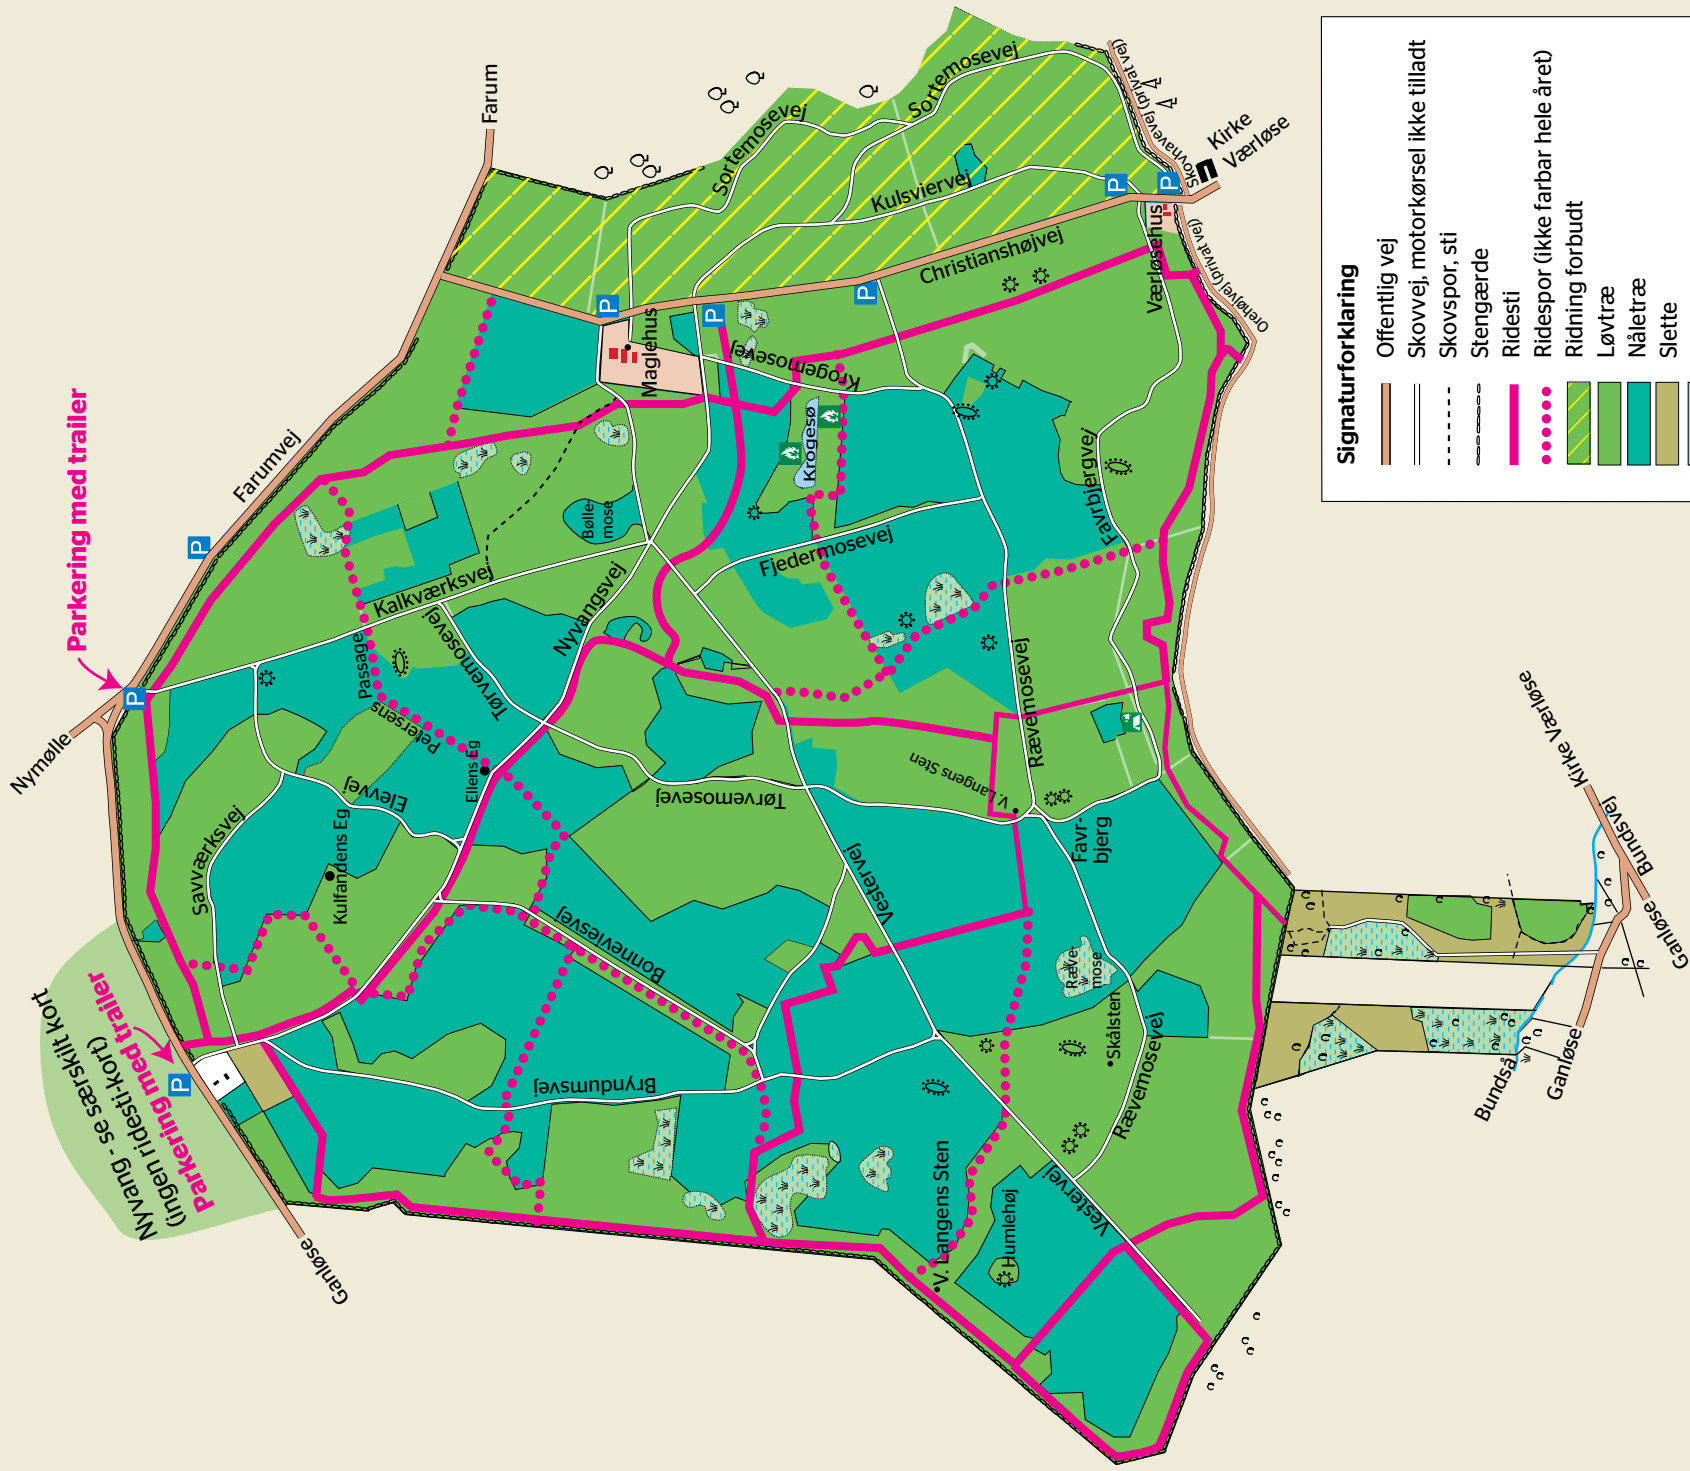 Parkering med trailer
Nymølle
Farumvej
Farum
Nyvang - se særskilt kort
(ingen ridesti-kort)
Parkering med trailer
Ganløse
P
P
P
P
P
P
P
P
Savværksvej
Elevvej
Kulfandens Eg
Ellens Eg
Petersens
Passage
Kalkværksvej
Tørvemosevej
Nyvangsvej
Bølle-
mose
Maglehus
Krogemosevej
Krogesø
Sortemosevej
Sortemosevej
Kulsviervej
Christianshøjvej
Værløsehus
Skovhavevej (privat vej)
Orehøjvej (privat vej)
Kirke
Værløse
Fjedermosevej
Favrbjergvej
Rævemosevej
V. Langens Sten
Tørvemosevej
Vestervej
Favr-
bjerg
Bonneviesvej
Bryndumsvej
Ræve-
mose
Skålsten
Rævemosevej
Vestervej
V. Langens Sten
Humlehøj
Kirke Værløse
Bundsvej
Ganløse
Ganløse
Bundså
Signaturforklaring
Offentlig vej
Skovvej, motorkørsel ikke tilladt
Skovspor, sti
Stengærde
Ridesti
Ridespor (ikke farbar hele året)
Ridning forbudt
Løvtræ
Nåletræ
Slette